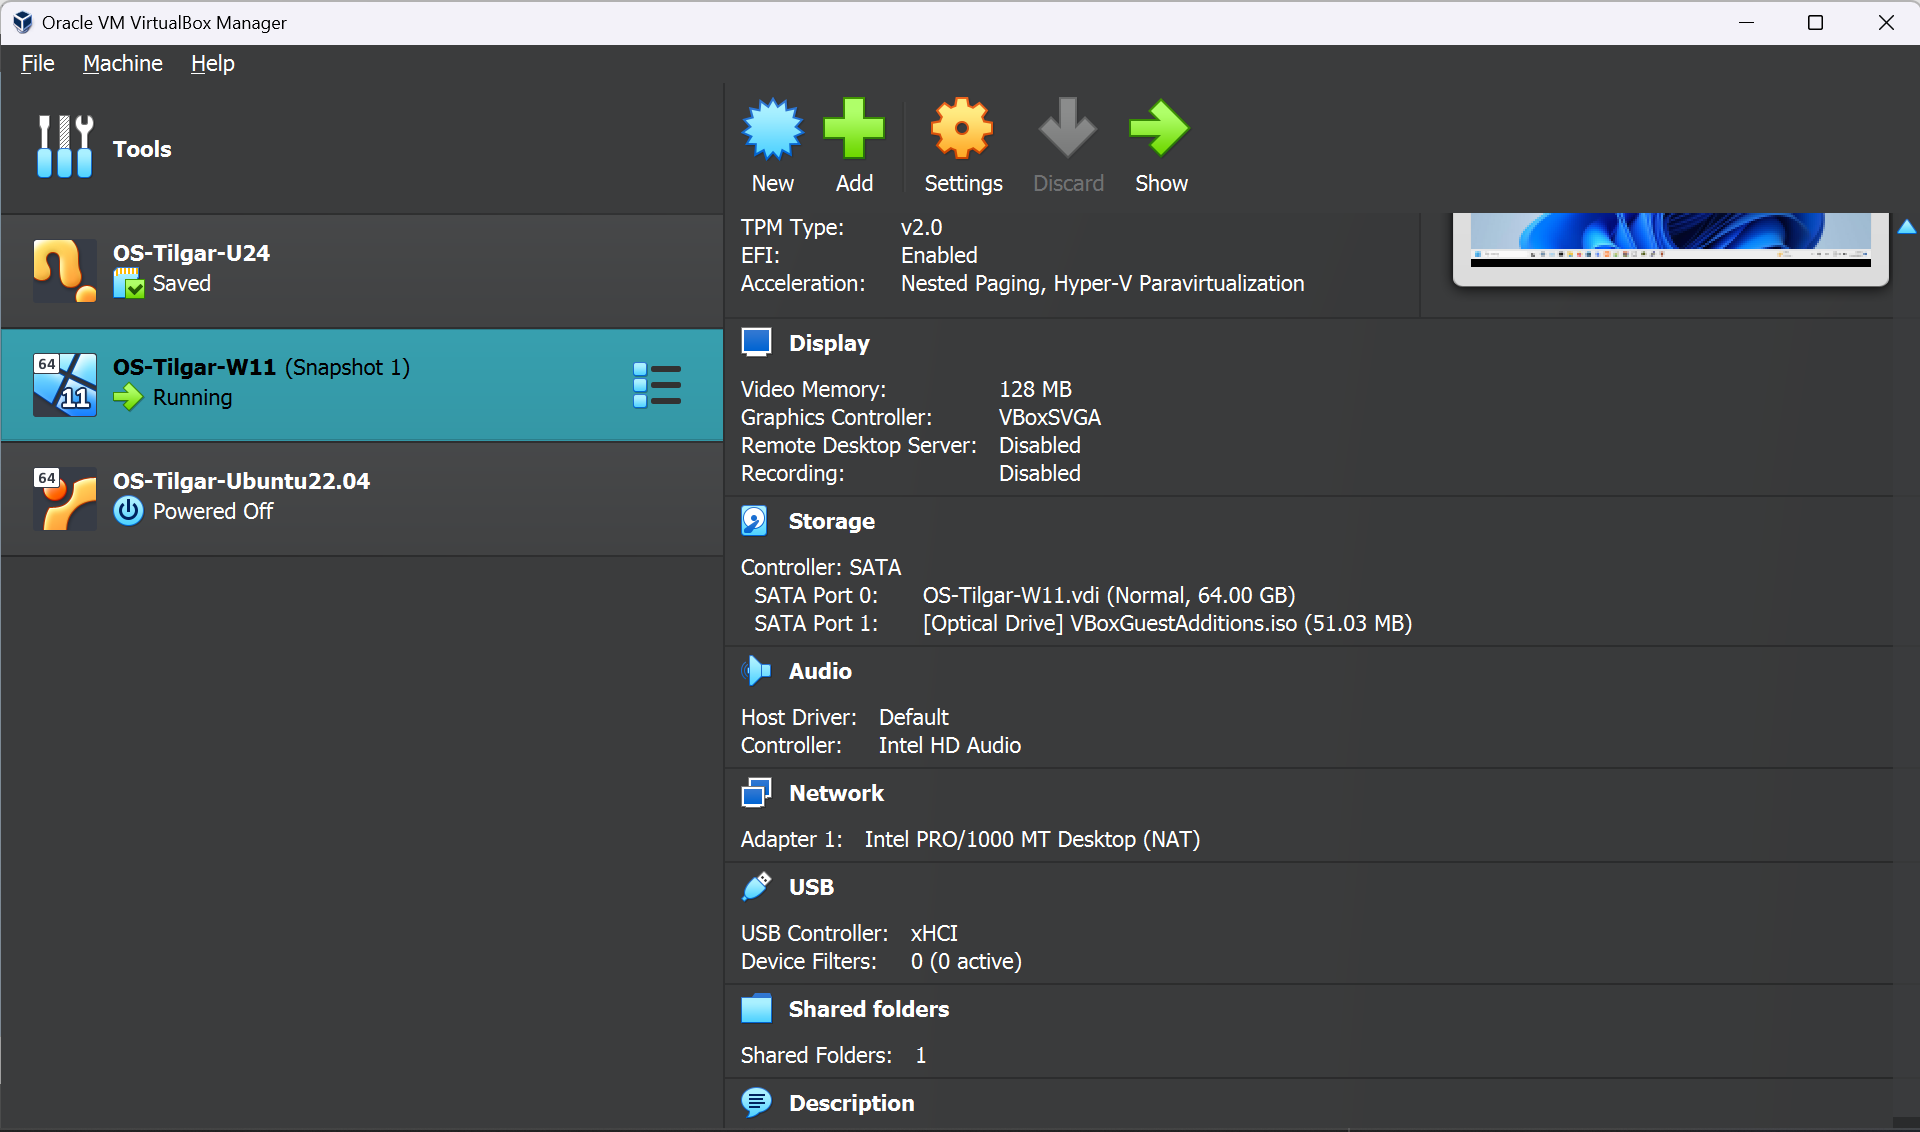 Oracle VM VirtualBox Manager
File Machine Help
Tools
New Add Settings Discard Show
OS-Tilgar-U24
Saved
64
11
OS-Tilgar-W11 (Snapshot 1)
Running
64
OS-Tilgar-Ubuntu22.04
Powered Off
TPM Type: v2.0
EFI: Enabled
Acceleration: Nested Paging, Hyper-V Paravirtualization
Display
Video Memory: 128 MB
Graphics Controller: VBoxSVGA
Remote Desktop Server: Disabled
Recording: Disabled
Storage
Controller: SATA
SATA Port 0: OS-Tilgar-W11.vdi (Normal, 64.00 GB)
SATA Port 1: [Optical Drive] VBoxGuestAdditions.iso (51.03 MB)
Audio
Host Driver: Default
Controller: Intel HD Audio
Network
Adapter 1: Intel PRO/1000 MT Desktop (NAT)
USB
USB Controller: xHCI
Device Filters: 0 (0 active)
Shared folders
Shared Folders: 1
Description